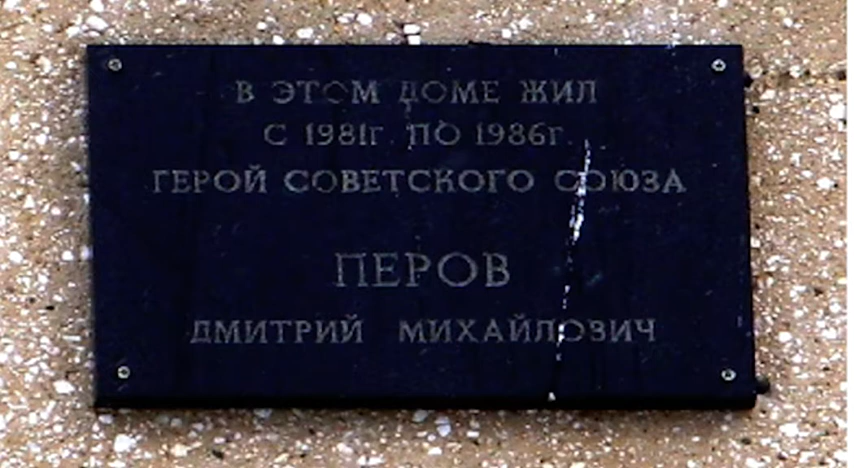 В ЭТОМ ДОМЕ ЖИЛ
С 1981г. ПО 1986г.
ГЕРОЙ СОВЕТСКОГО СОЮЗА
ПЕРОВ
ДМИТРИЙ МИХАЙЛОВИЧ